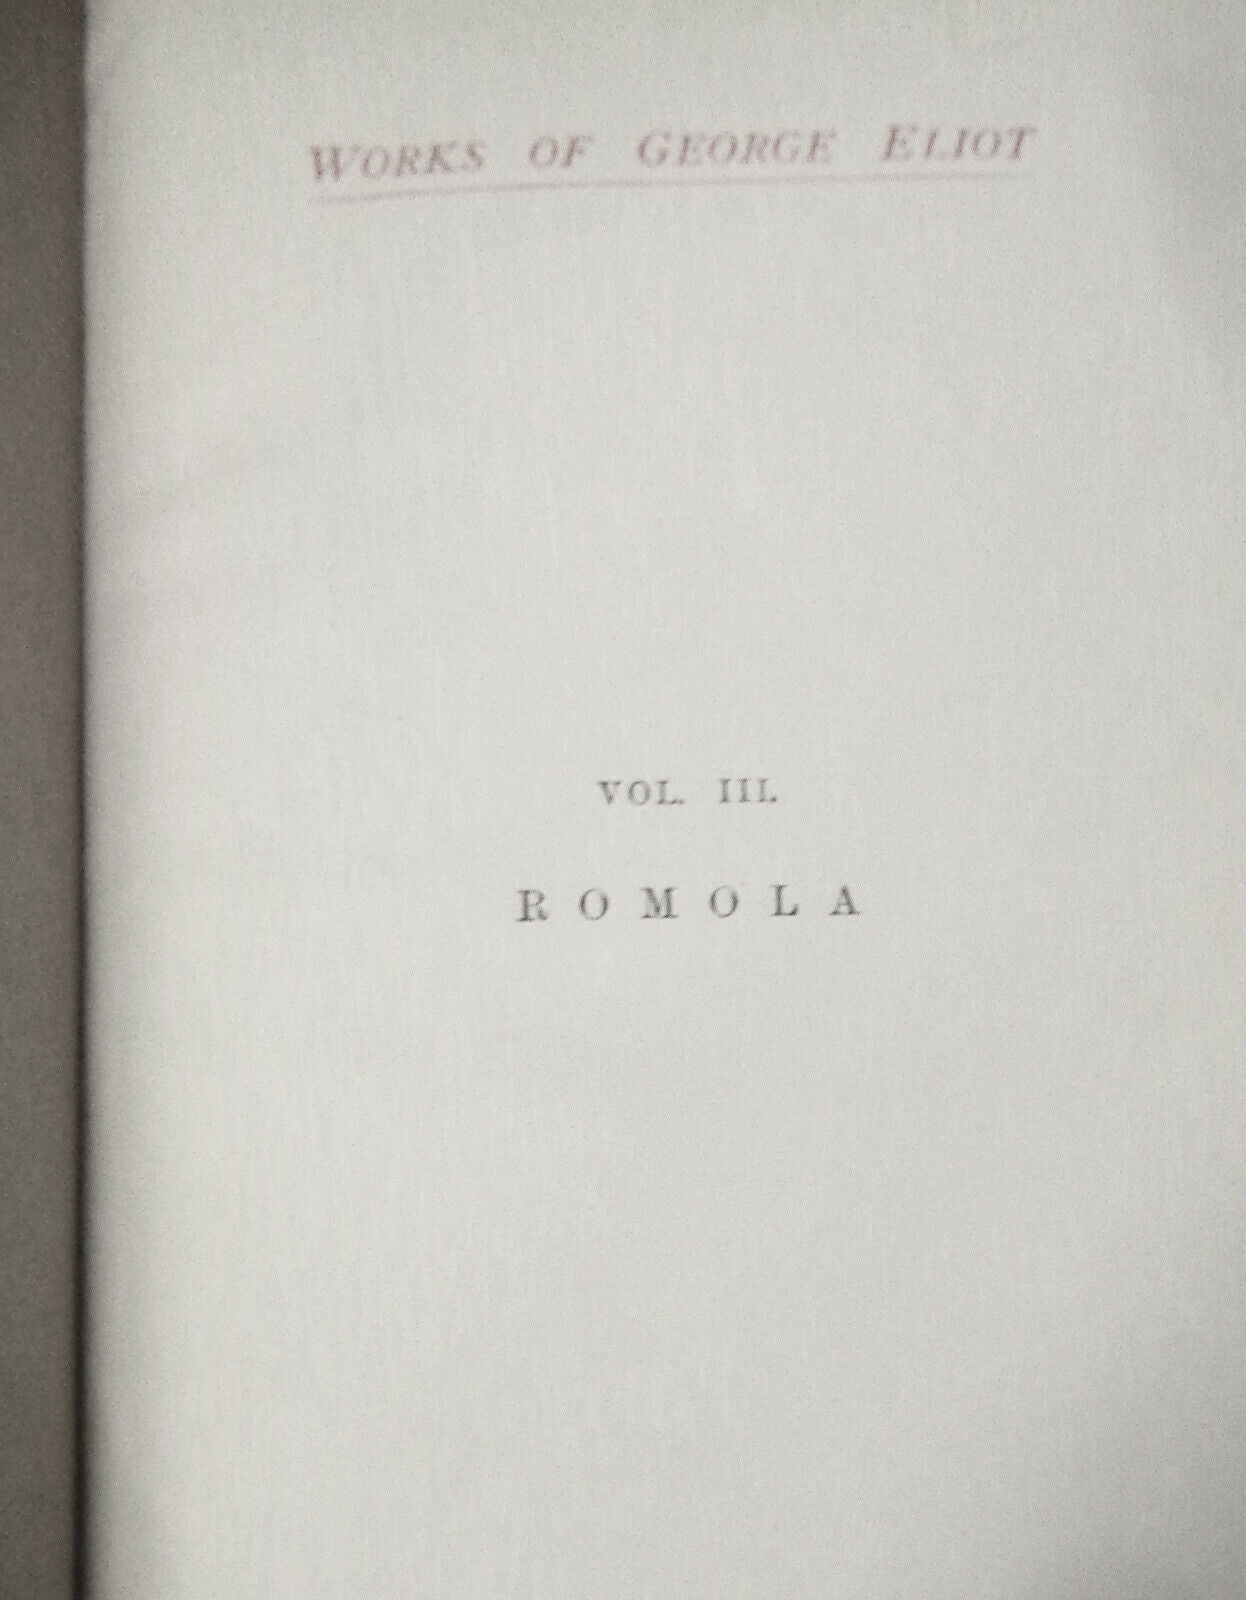 WORKS OF GEORGE ELIOT
VOL. III.
ROMOLA